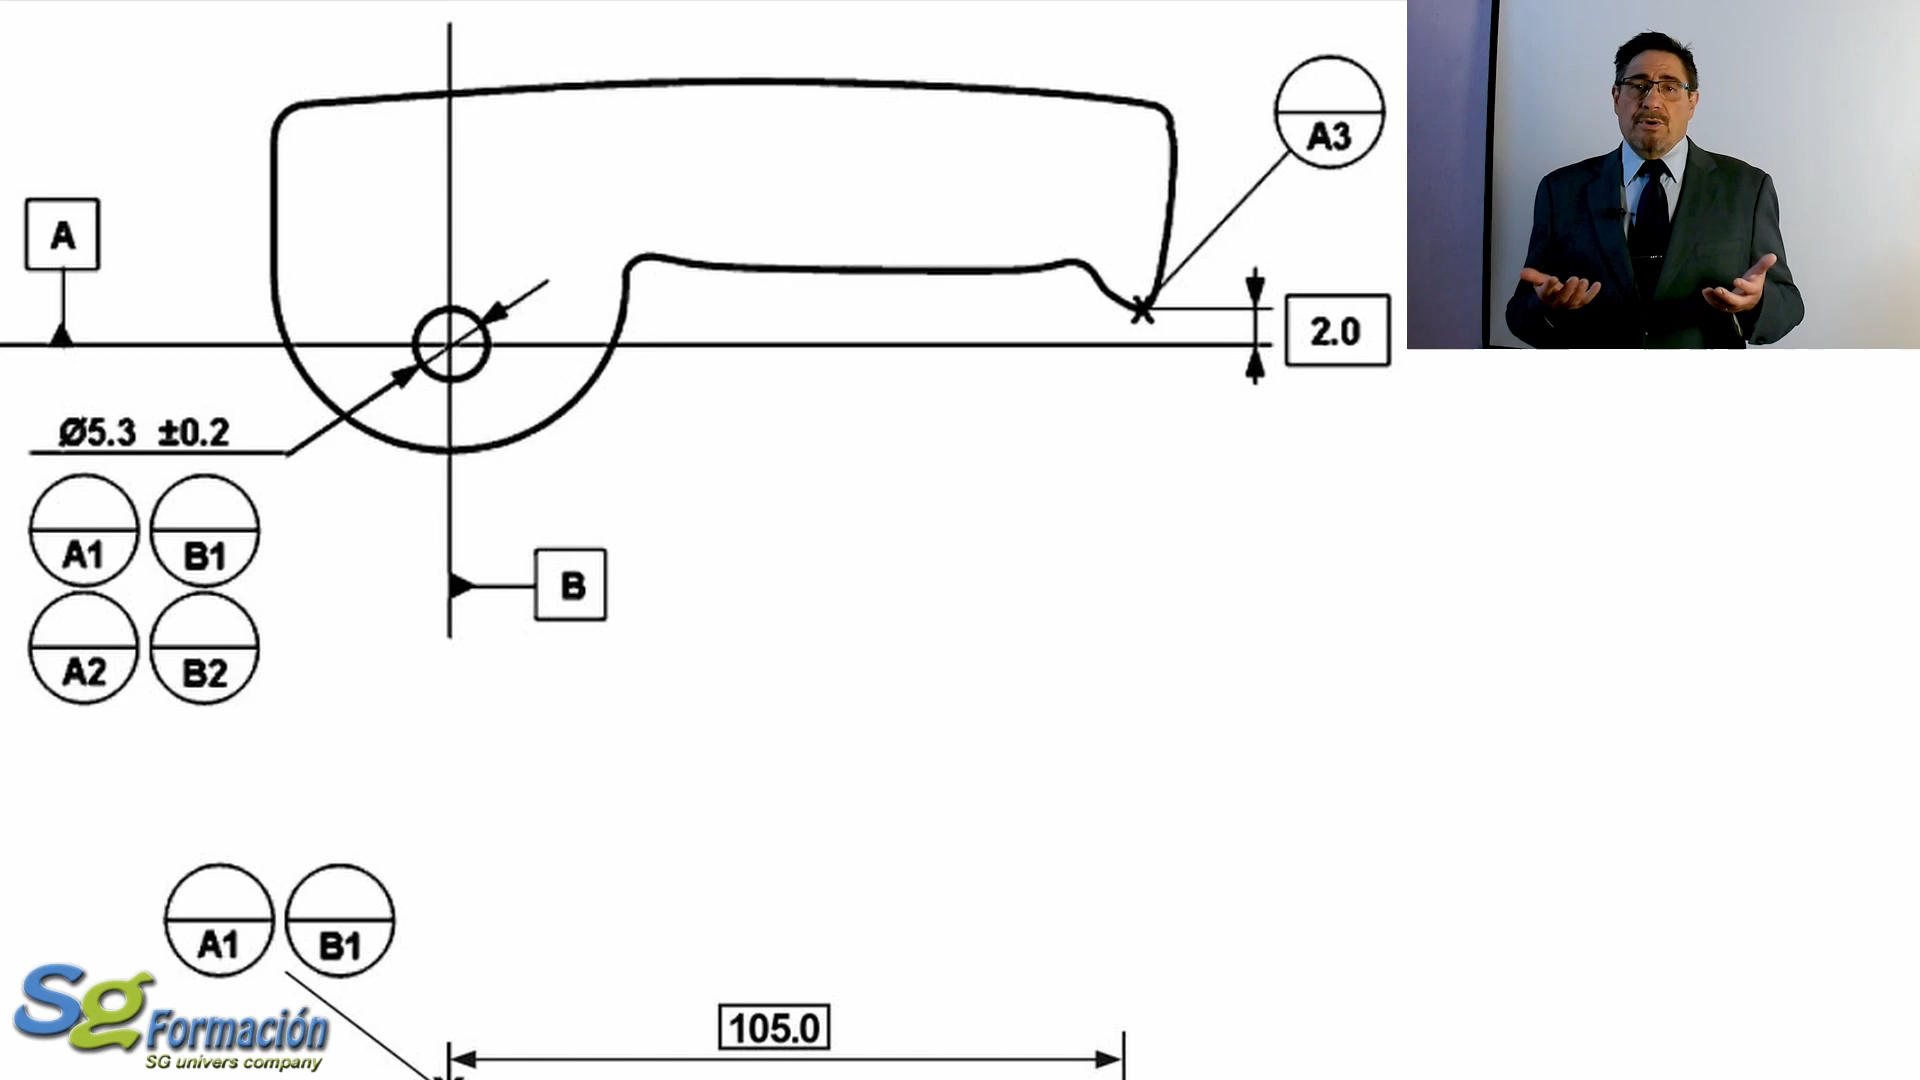 A3
A
2.0
Ø5.3 ±0.2
A1 B1
B
A2 B2
A1 B1
105.0
Sg Formación
SG univers company